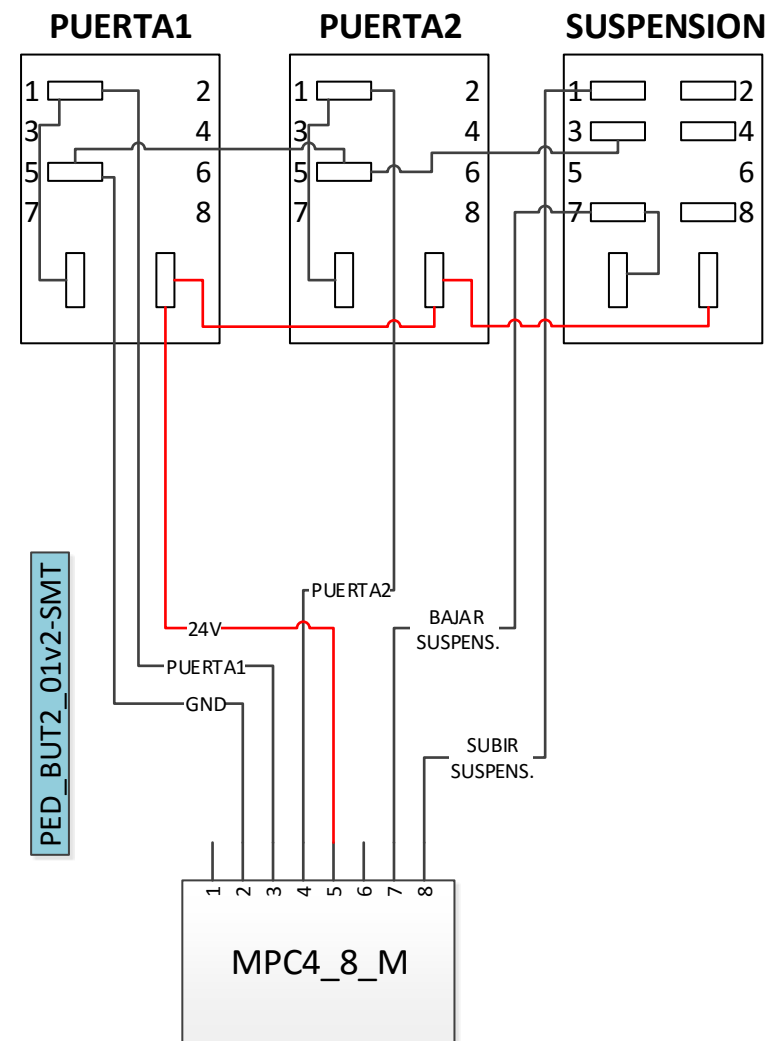 PUERTA1
PUERTA2
SUSPENSION
1 2
3 4
5 6
7 8
1 2
3 4
5 6
7 8
1 2
3 4
5 6
7 8
PUERTA2
24V
BAJAR
SUSPENS.
PUERTA1
GND
SUBIR
SUSPENS.
PED_BUT2_01v2-SMT
1 2 3 4 5 6 7 8
MPC4_8_M